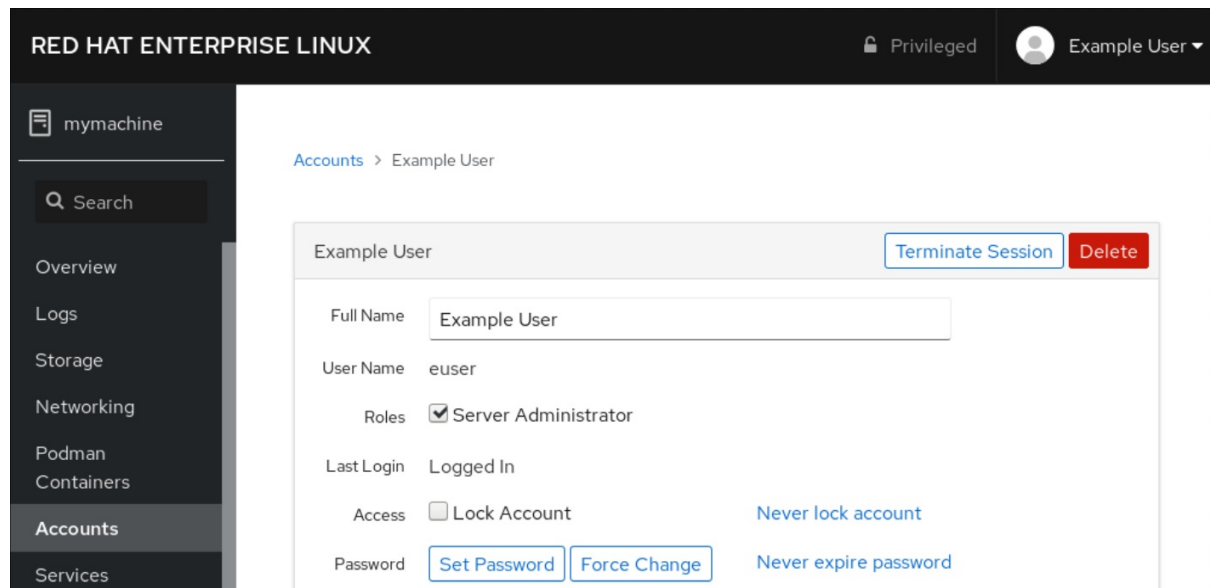 RED HAT ENTERPRISE LINUX
Privileged
Example User
mymachine
Search
Overview
Logs
Storage
Networking
Podman
Containers
Accounts
Services
Accounts > Example User
Example User
Terminate Session Delete
Full Name Example User
User Name euser
Roles Server Administrator
Last Login Logged In
Access Lock Account Never lock account
Password Set Password Force Change Never expire password